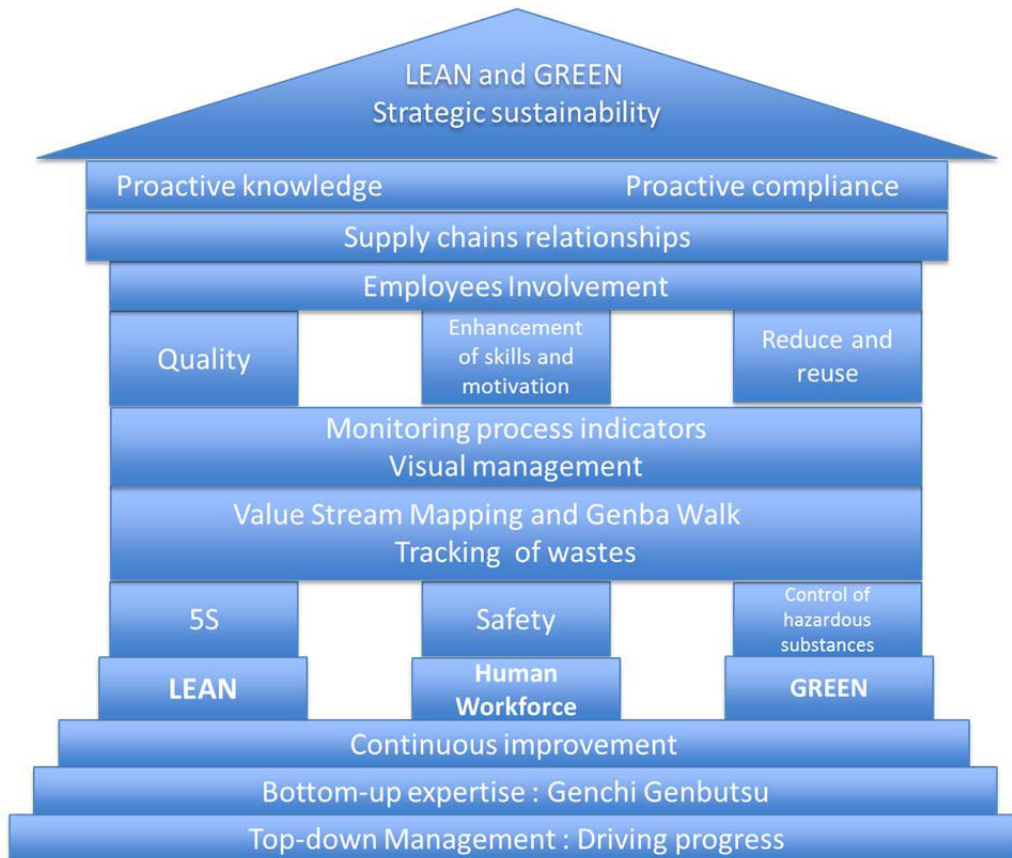 LEAN and GREEN
Strategic sustainability
Proactive knowledge
Proactive compliance
Supply chains relationships
Employees Involvement
Quality
Enhancement
of skills and
motivation
Reduce and
reuse
Monitoring process indicators
Visual management
Value Stream Mapping and Genba Walk
Tracking of wastes
5S
Safety
Control of
hazardous
substances
LEAN
Human
Workforce
GREEN
Continuous improvement
Bottom-up expertise : Genchi Genbutsu
Top-down Management : Driving progress